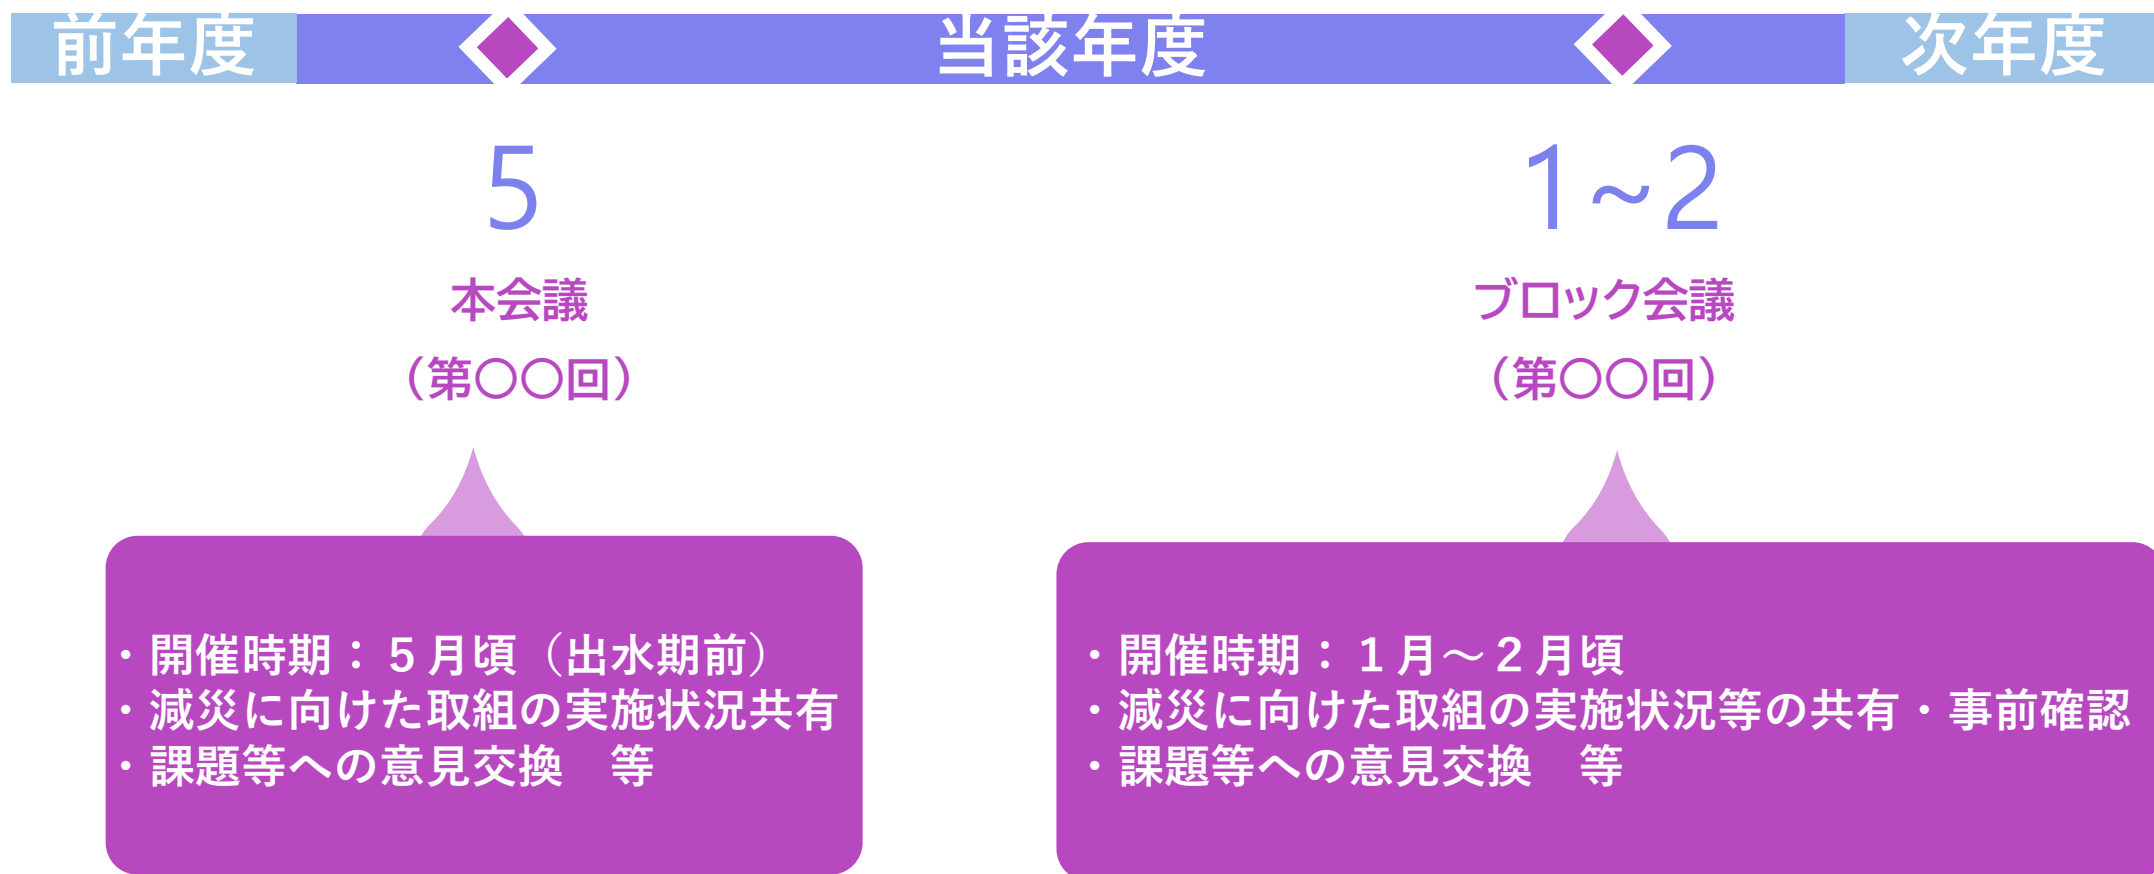 前年度
当該年度
次年度
5
本会議
（第〇〇回）
1~2
ブロック会議
（第〇〇回）
・開催時期：５月頃（出水期前）
・減災に向けた取組の実施状況共有
・課題等への意見交換　等
・開催時期：１月～２月頃
・減災に向けた取組の実施状況等の共有・事前確認
・課題等への意見交換　等